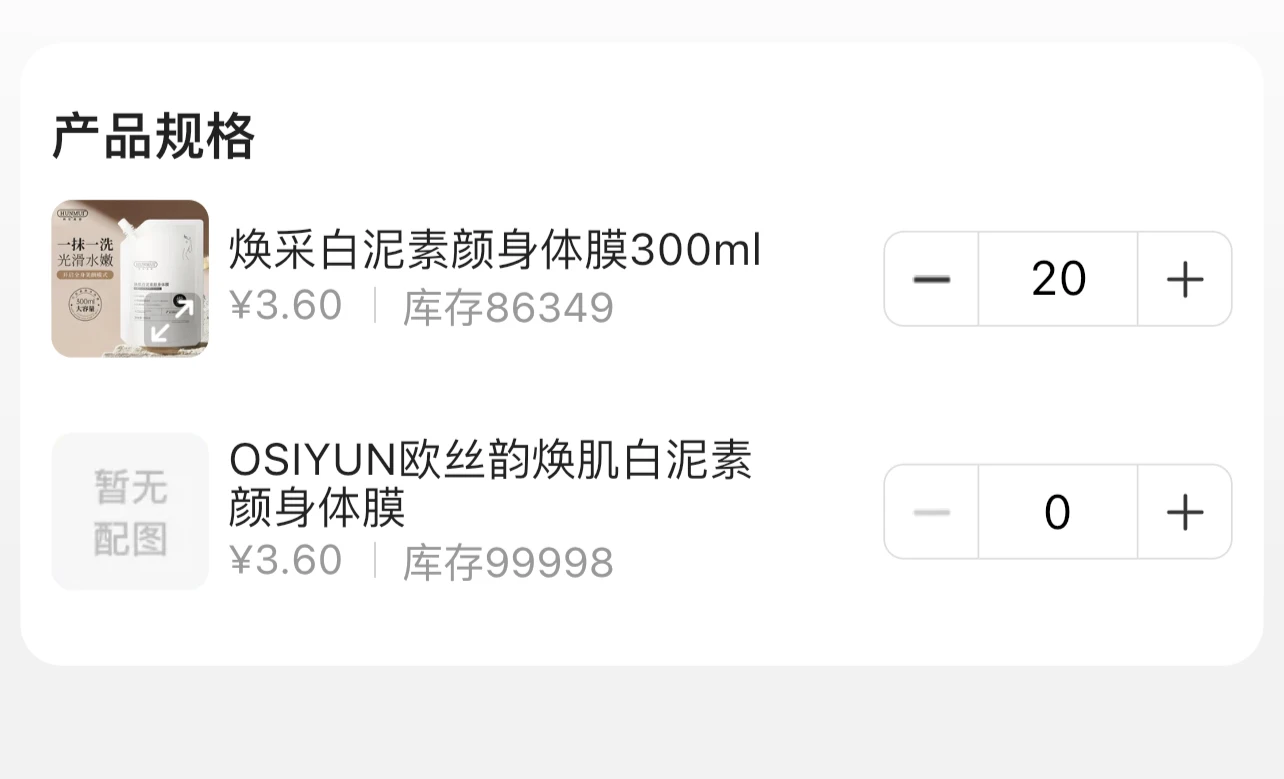 产品规格
HUNMUI
一抹一洗
光滑水嫩
300ml
大容量
焕采白泥素颜身体膜300ml
¥3.60
库存86349
20
暂无
配图
OSIYUN欧丝韵焕肌白泥素
颜身体膜
¥3.60
库存99998
0